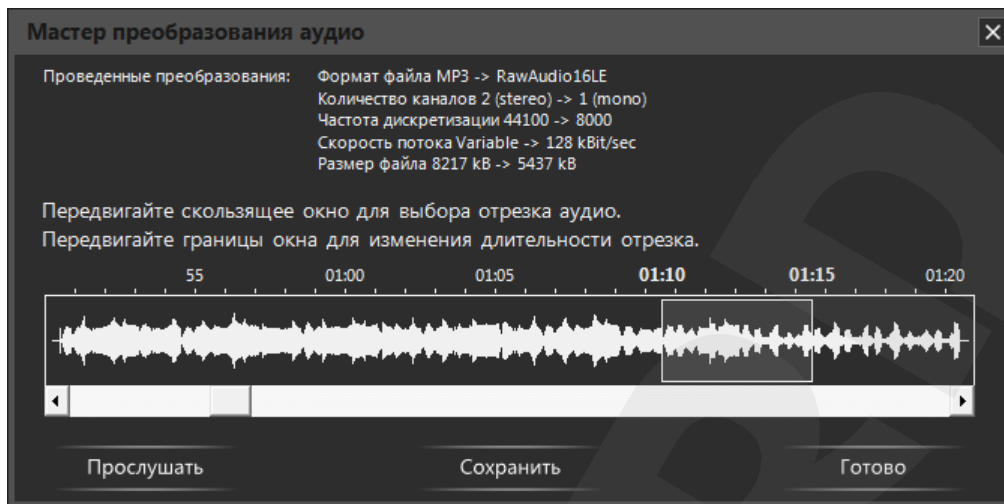 Мастер преобразования аудио
Проведенные преобразования: Формат файла MP3 -> RawAudio16LE
Количество каналов 2 (stereo) -> 1 (mono)
Частота дискретизации 44100 -> 8000
Скорость потока Variable -> 128 kBit/sec
Размер файла 8217 kB -> 5437 kB
Передвигайте скользящее окно для выбора отрезка аудио.
Передвигайте границы окна для изменения длительности отрезка.
55 01:00 01:05 01:10 01:15 01:20
Прослушать Сохранить Готово